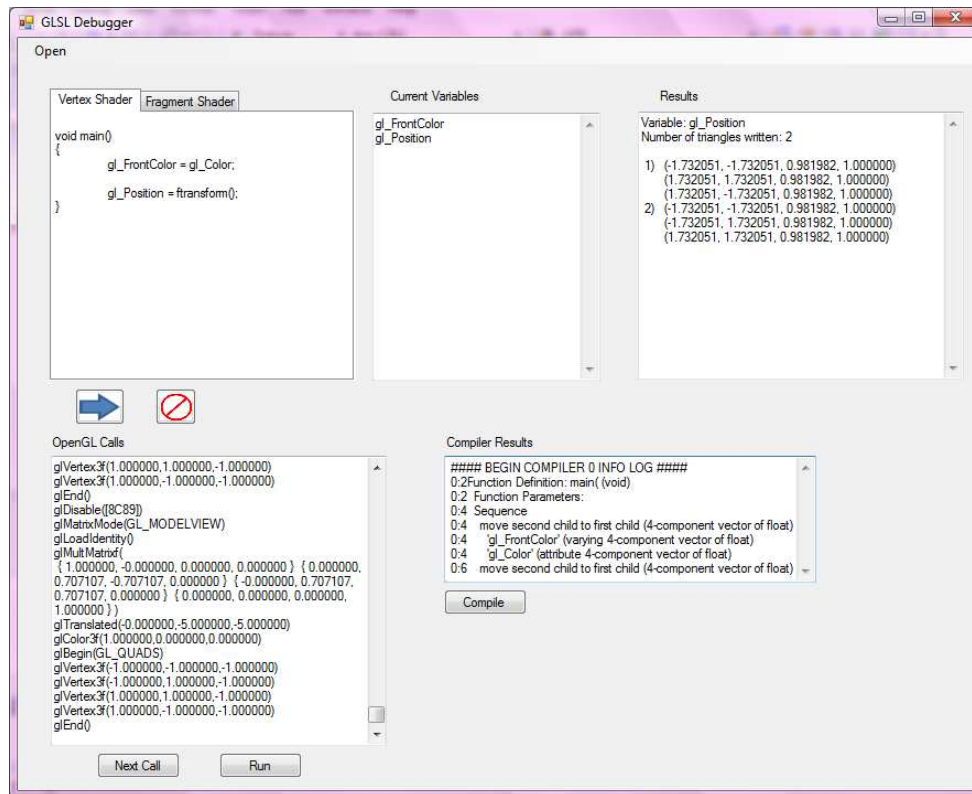 GLSL Debugger
Open
Vertex Shader
Fragment Shader
void main()
{
gl_FrontColor = gl_Color;
gl_Position = ftransform();
}
Current Variables
gl_FrontColor
gl_Position
Results
Variable: gl_Position
Number of triangles written: 2
1) (-1.732051, -1.732051, 0.981982, 1.000000)
(1.732051, 1.732051, 0.981982, 1.000000)
(1.732051, -1.732051, 0.981982, 1.000000)
2) (-1.732051, -1.732051, 0.981982, 1.000000)
(-1.732051, 1.732051, 0.981982, 1.000000)
(1.732051, 1.732051, 0.981982, 1.000000)
OpenGL Calls
glVertex3f(1.000000,1.000000,-1.000000)
glVertex3f(1.000000,-1.000000,-1.000000)
glEnd()
glDisable([8C89])
glMatrixMode(GL_MODELVIEW)
glLoadIdentity()
glMultMatrixf(
{ 1.000000, -0.000000, 0.000000, 0.000000 } { 0.000000,
0.707107, -0.707107, 0.000000 } { -0.000000, 0.707107,
0.707107, 0.000000 } { 0.000000, 0.000000, 0.000000,
1.000000 } )
glTranslated(-0.000000,-5.000000,-5.000000)
glColor3f(1.000000,0.000000,0.000000)
glBegin(GL_QUADS)
glVertex3f(-1.000000,-1.000000,-1.000000)
glVertex3f(-1.000000,1.000000,-1.000000)
glVertex3f(1.000000,1.000000,-1.000000)
glVertex3f(1.000000,-1.000000,-1.000000)
glEnd()
Next Call
Run
Compiler Results
#### BEGIN COMPILER 0 INFO LOG ####
0:2Function Definition: main( (void)
0:2 Function Parameters:
0:4 Sequence
0:4 move second child to first child (4-component vector of float)
0:4 'gl_FrontColor' (varying 4-component vector of float)
0:4 'gl_Color' (attribute 4-component vector of float)
0:6 move second child to first child (4-component vector of float)
Compile